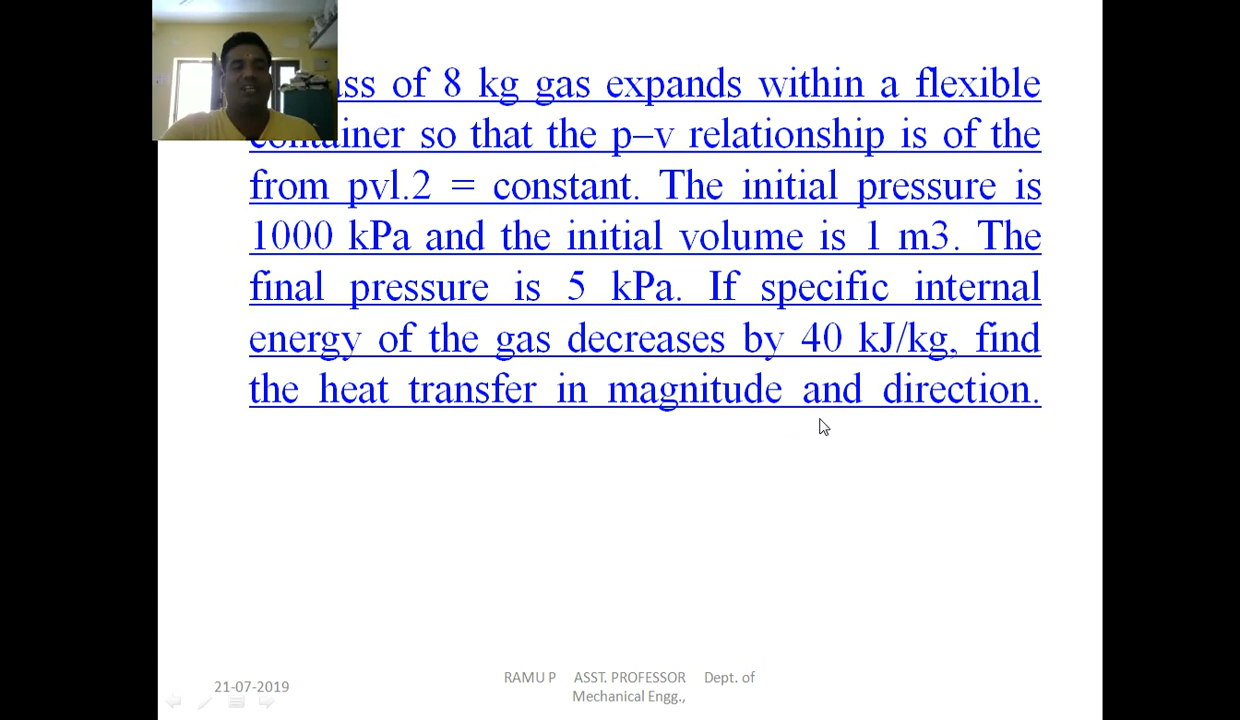 of 8 kg gas expands within a flexible
so that the p–v relationship is of the
from pvl.2 = constant. The initial pressure is
1000 kPa and the initial volume is 1 m3. The
final pressure is 5 kPa. If specific internal
energy of the gas decreases by 40 kJ/kg, find
the heat transfer in magnitude and direction.
21-07-2019
RAMU P ASST. PROFESSOR Dept. of
Mechanical Engg.,